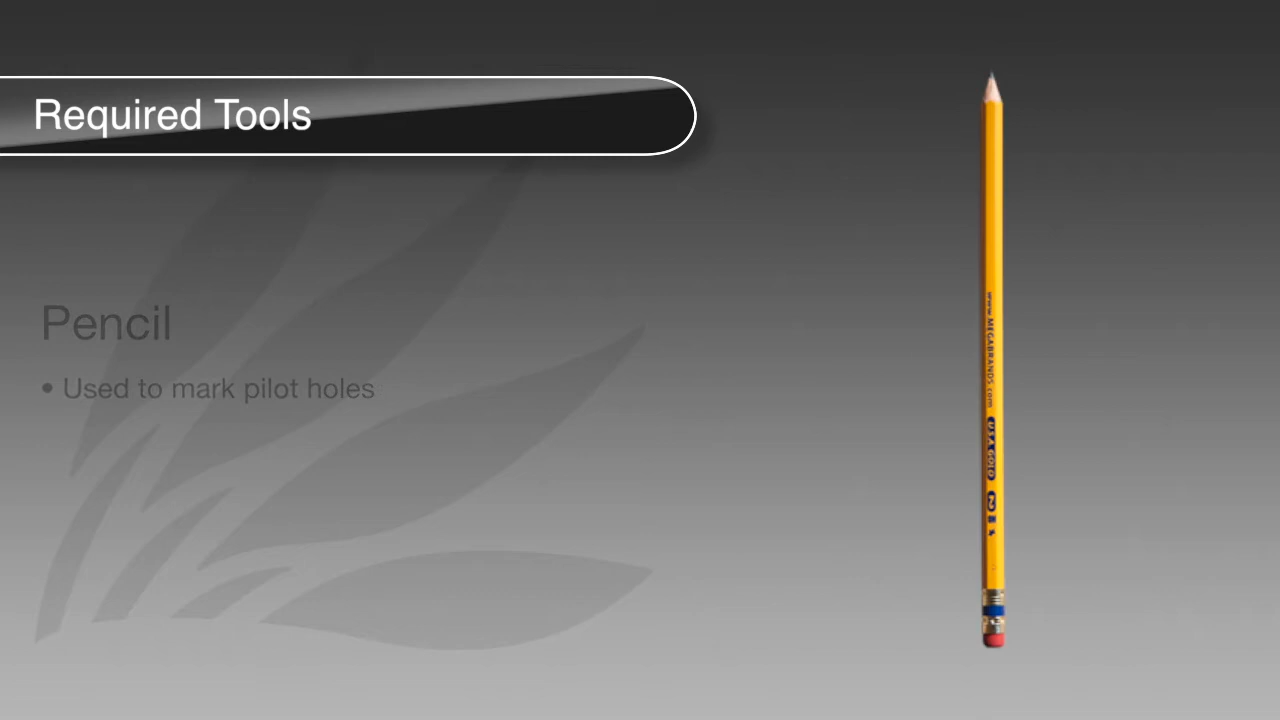 Required Tools
Pencil
• Used to mark pilot holes
www.MEGABRANDS.com USA GOLD 2